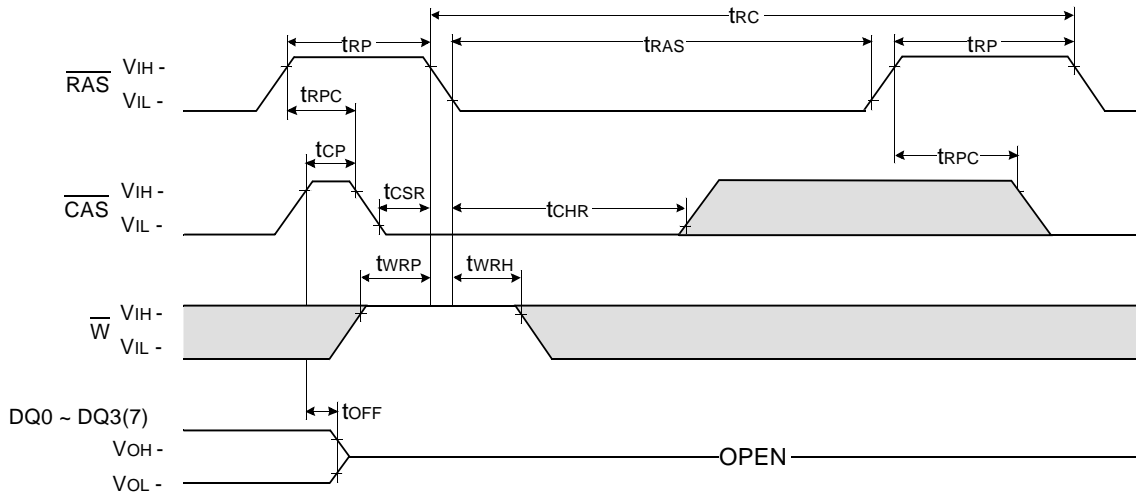 tRC
tRP tRAS tRP
RAS VIH -
VIL -
tRPC
tCP tRPC
CAS VIH -
VIL -
tCSR tCHR
tWRP tWRH
W VIH -
VIL -
DQ0 ~ DQ3(7)
tOFF
VOH -
VOL -
OPEN